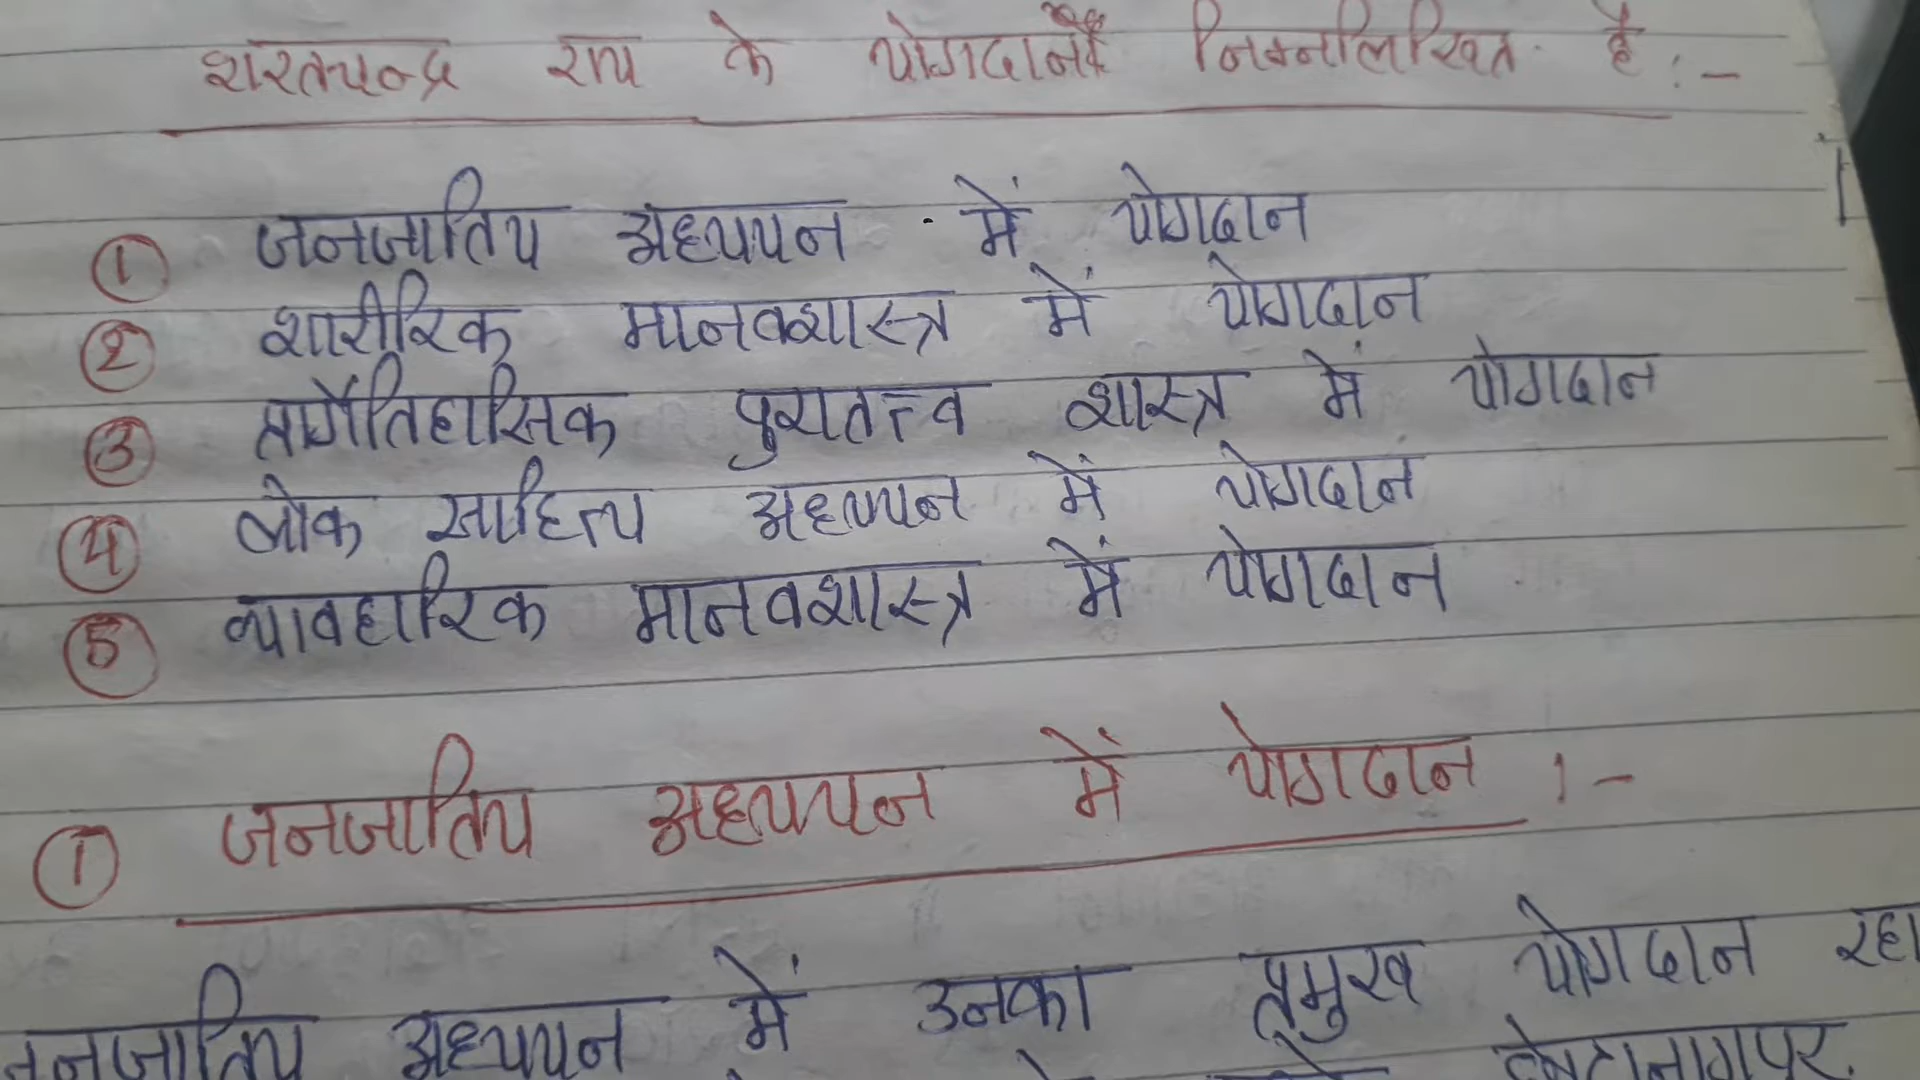 शरतचन्द्र राय के योगदानों निम्नलिखित है :-
① जनजातिय अध्ययन में योगदान
② शारीरिक मानवशास्त्र में योगदान
③ प्रागैतिहासिक पुरातत्त्व शास्त्र में योगदान
④ लोक साहित्य अध्ययन में योगदान
⑤ व्यावहारिक मानवशास्त्र में योगदान
① जनजातिय अध्ययन में योगदान :-
जनजातिय अध्ययन में उनका प्रमुख योगदान रहा
छोटानागपुर